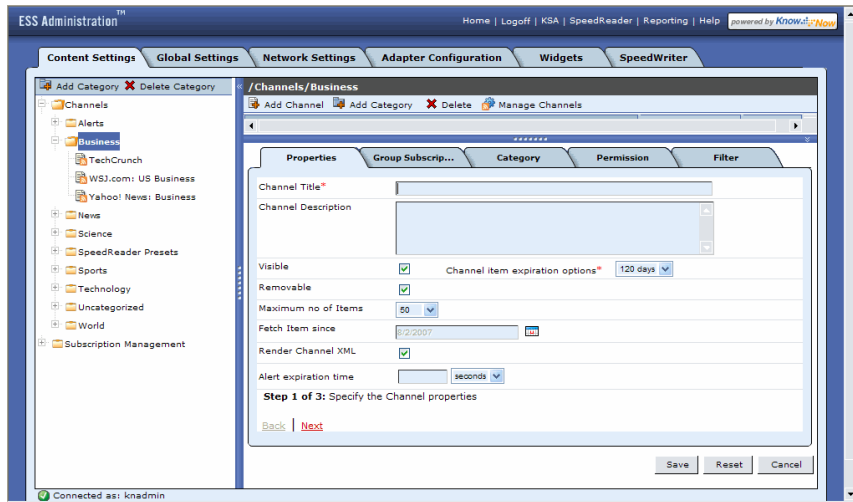 ESS Administration TM
Home | Logoff | KSA | SpeedReader | Reporting | Help powered by Know Now
Content Settings Global Settings Network Settings Adapter Configuration Widgets SpeedWriter
Add Category Delete Category
Channels
Alerts
Business
TechCrunch
WSJ.com: US Business
Yahoo! News: Business
News
Science
SpeedReader Presets
Sports
Technology
Uncategorized
World
Subscription Management
/Channels/Business
Add Channel Add Category Delete Manage Channels
Properties Group Subscrip... Category Permission Filter
Channel Title*
Channel Description
Visible Channel item expiration options* 120 days
Removable
Maximum no of Items 50
Fetch Item since 8/2/2007
Render Channel XML
Alert expiration time seconds
Step 1 of 3: Specify the Channel properties
Back | Next
Save Reset Cancel
Connected as: knadmin